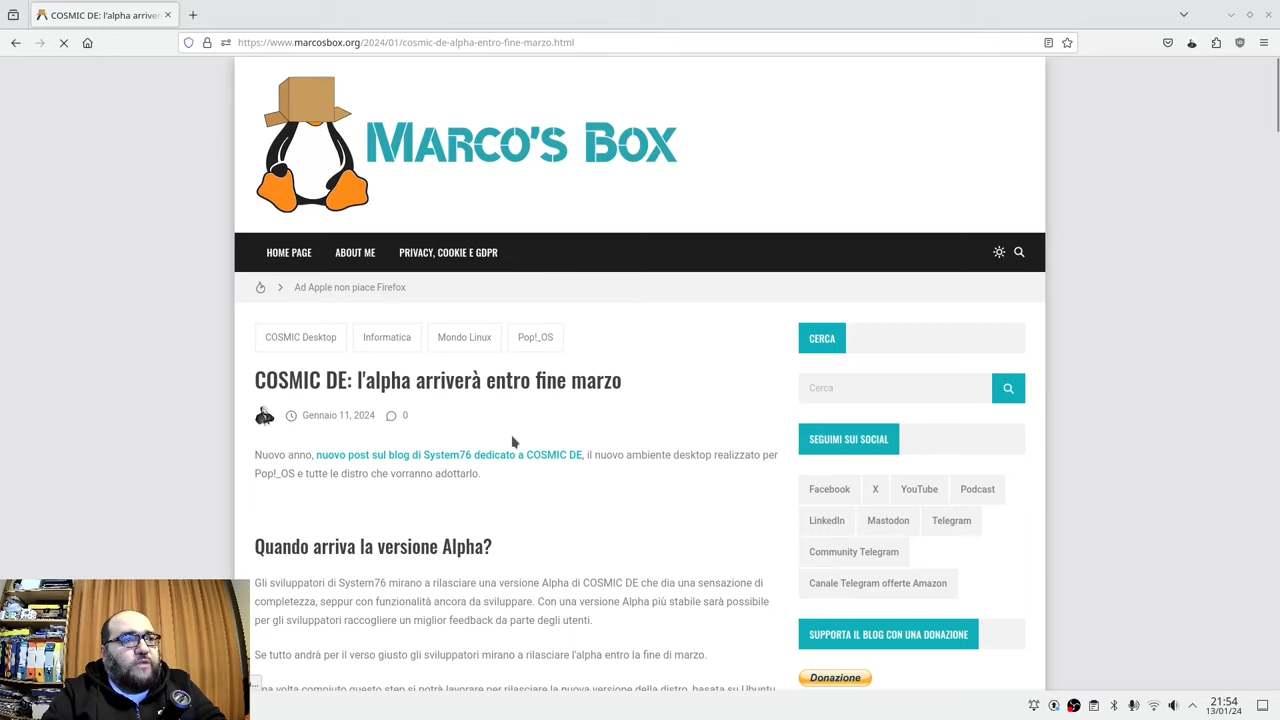 COSMIC DE: l'alpha arriver
https://www.marcosbox.org/2024/01/cosmic-de-alpha-entro-fine-marzo.html
MARCO'S BOX
HOME PAGE
ABOUT ME
PRIVACY, COOKIE E GDPR
Ad Apple non piace Firefox
COSMIC Desktop
Informatica
Mondo Linux
Pop!_OS
COSMIC DE: l'alpha arriverà entro fine marzo
Gennaio 11, 2024
0
Nuovo anno, nuovo post sul blog di System76 dedicato a COSMIC DE, il nuovo ambiente desktop realizzato per
Pop!_OS e tutte le distro che vorranno adottarlo.
Quando arriva la versione Alpha?
Gli sviluppatori di System76 mirano a rilasciare una versione Alpha di COSMIC DE che dia una sensazione di
completezza, seppur con funzionalità ancora da sviluppare. Con una versione Alpha più stabile sarà possibile
per gli sviluppatori raccogliere un miglior feedback da parte degli utenti.
Se tutto andrà per il verso giusto gli sviluppatori mirano a rilasciare l'alpha entro la fine di marzo.
na volta compiuto questo step si potrà lavorare per rilasciare la nuova versione della distro, basata su Ubuntu
CERCA
Cerca
SEGUIMI SUI SOCIAL
Facebook
X
YouTube
Podcast
LinkedIn
Mastodon
Telegram
Community Telegram
Canale Telegram offerte Amazon
SUPPORTA IL BLOG CON UNA DONAZIONE
Donazione
21:54
13/01/24